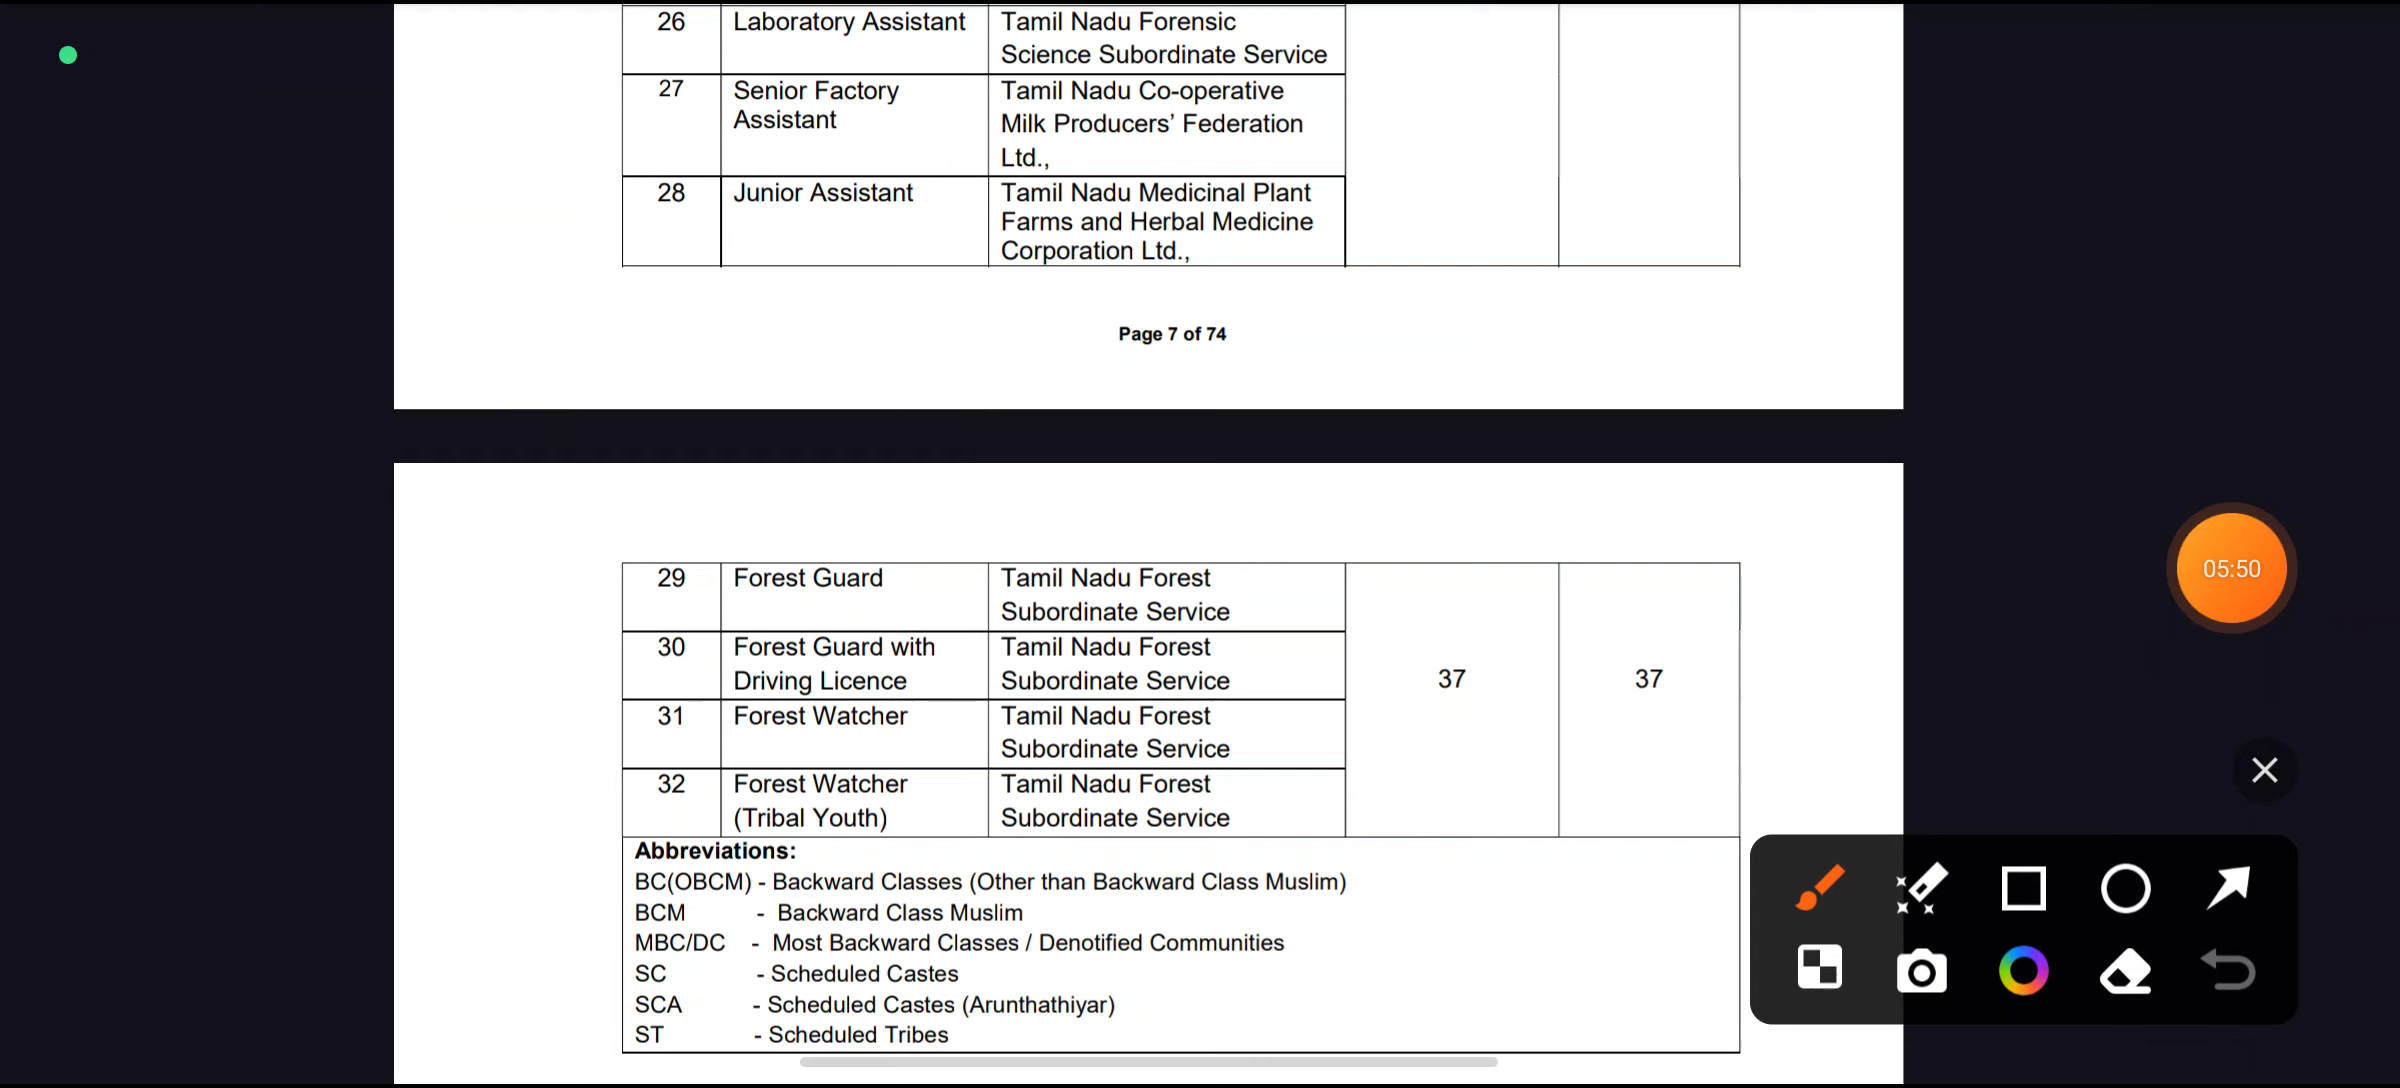 26 Laboratory Assistant Tamil Nadu Forensic
Science Subordinate Service
27 Senior Factory Tamil Nadu Co-operative
Assistant Milk Producers’ Federation
Ltd.,
28 Junior Assistant Tamil Nadu Medicinal Plant
Farms and Herbal Medicine
Corporation Ltd.,
Page 7 of 74
29 Forest Guard Tamil Nadu Forest
Subordinate Service
30 Forest Guard with Tamil Nadu Forest
Driving Licence Subordinate Service 37 37
31 Forest Watcher Tamil Nadu Forest
Subordinate Service
32 Forest Watcher Tamil Nadu Forest
(Tribal Youth) Subordinate Service
Abbreviations:
BC(OBCM) - Backward Classes (Other than Backward Class Muslim)
BCM - Backward Class Muslim
MBC/DC - Most Backward Classes / Denotified Communities
SC - Scheduled Castes
SCA - Scheduled Castes (Arunthathiyar)
ST - Scheduled Tribes
05:50